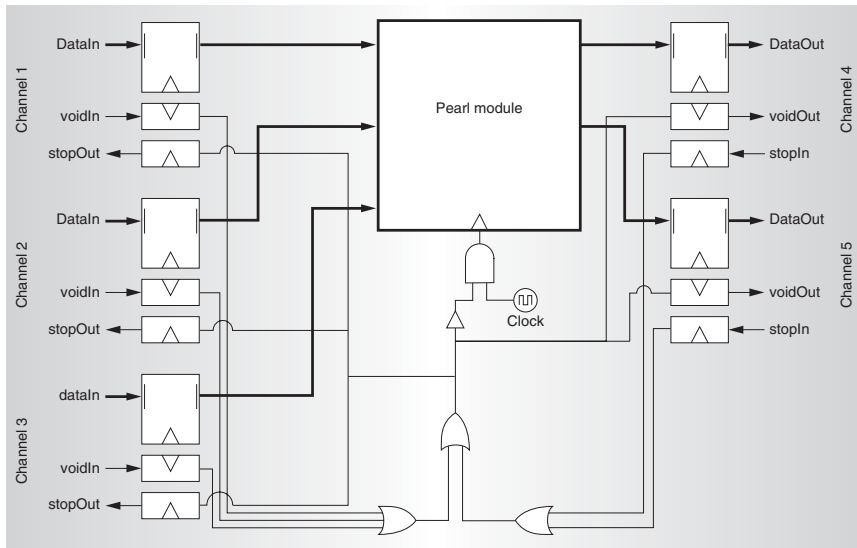 Channel 1
DataIn
voidIn
stopOut
Channel 2
DataIn
voidIn
stopOut
Channel 3
dataIn
voidIn
stopOut
Pearl module
Clock
DataOut
voidOut
stopIn
Channel 4
DataOut
voidOut
stopIn
Channel 5